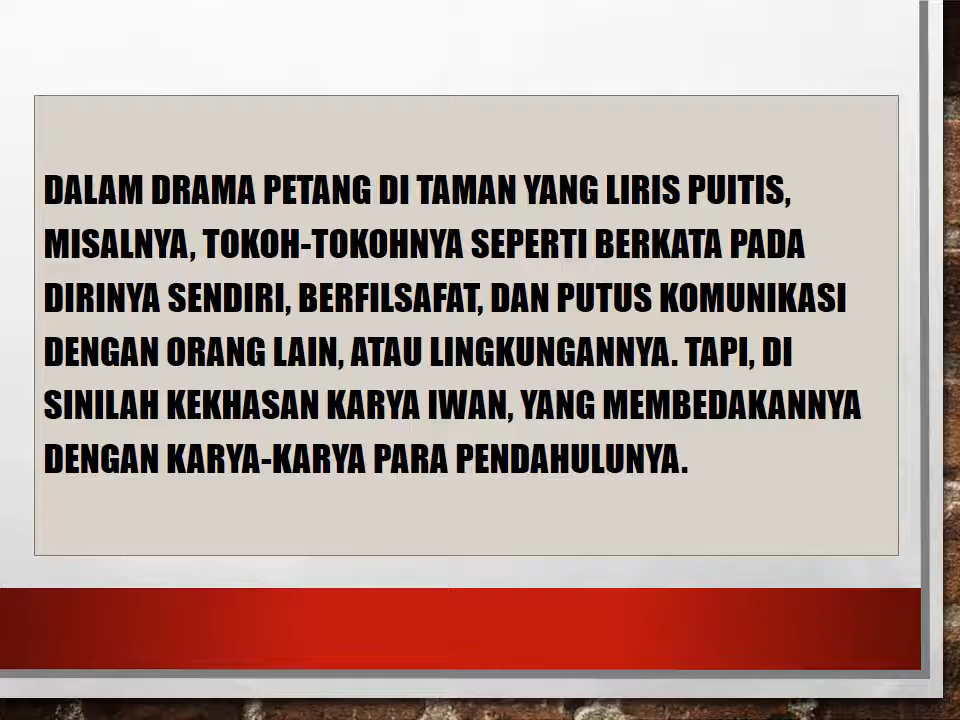 DALAM DRAMA PETANG DI TAMAN YANG LIRIS PUITIS,
MISALNYA, TOKOH-TOKOHNYA SEPERTI BERKATA PADA
DIRINYA SENDIRI, BERFILSAFAT, DAN PUTUS KOMUNIKASI
DENGAN ORANG LAIN, ATAU LINGKUNGANNYA. TAPI, DI
SINILAH KEKHASAN KARYA IWAN, YANG MEMBEDAKANNYA
DENGAN KARYA-KARYA PARA PENDAHULUNYA.